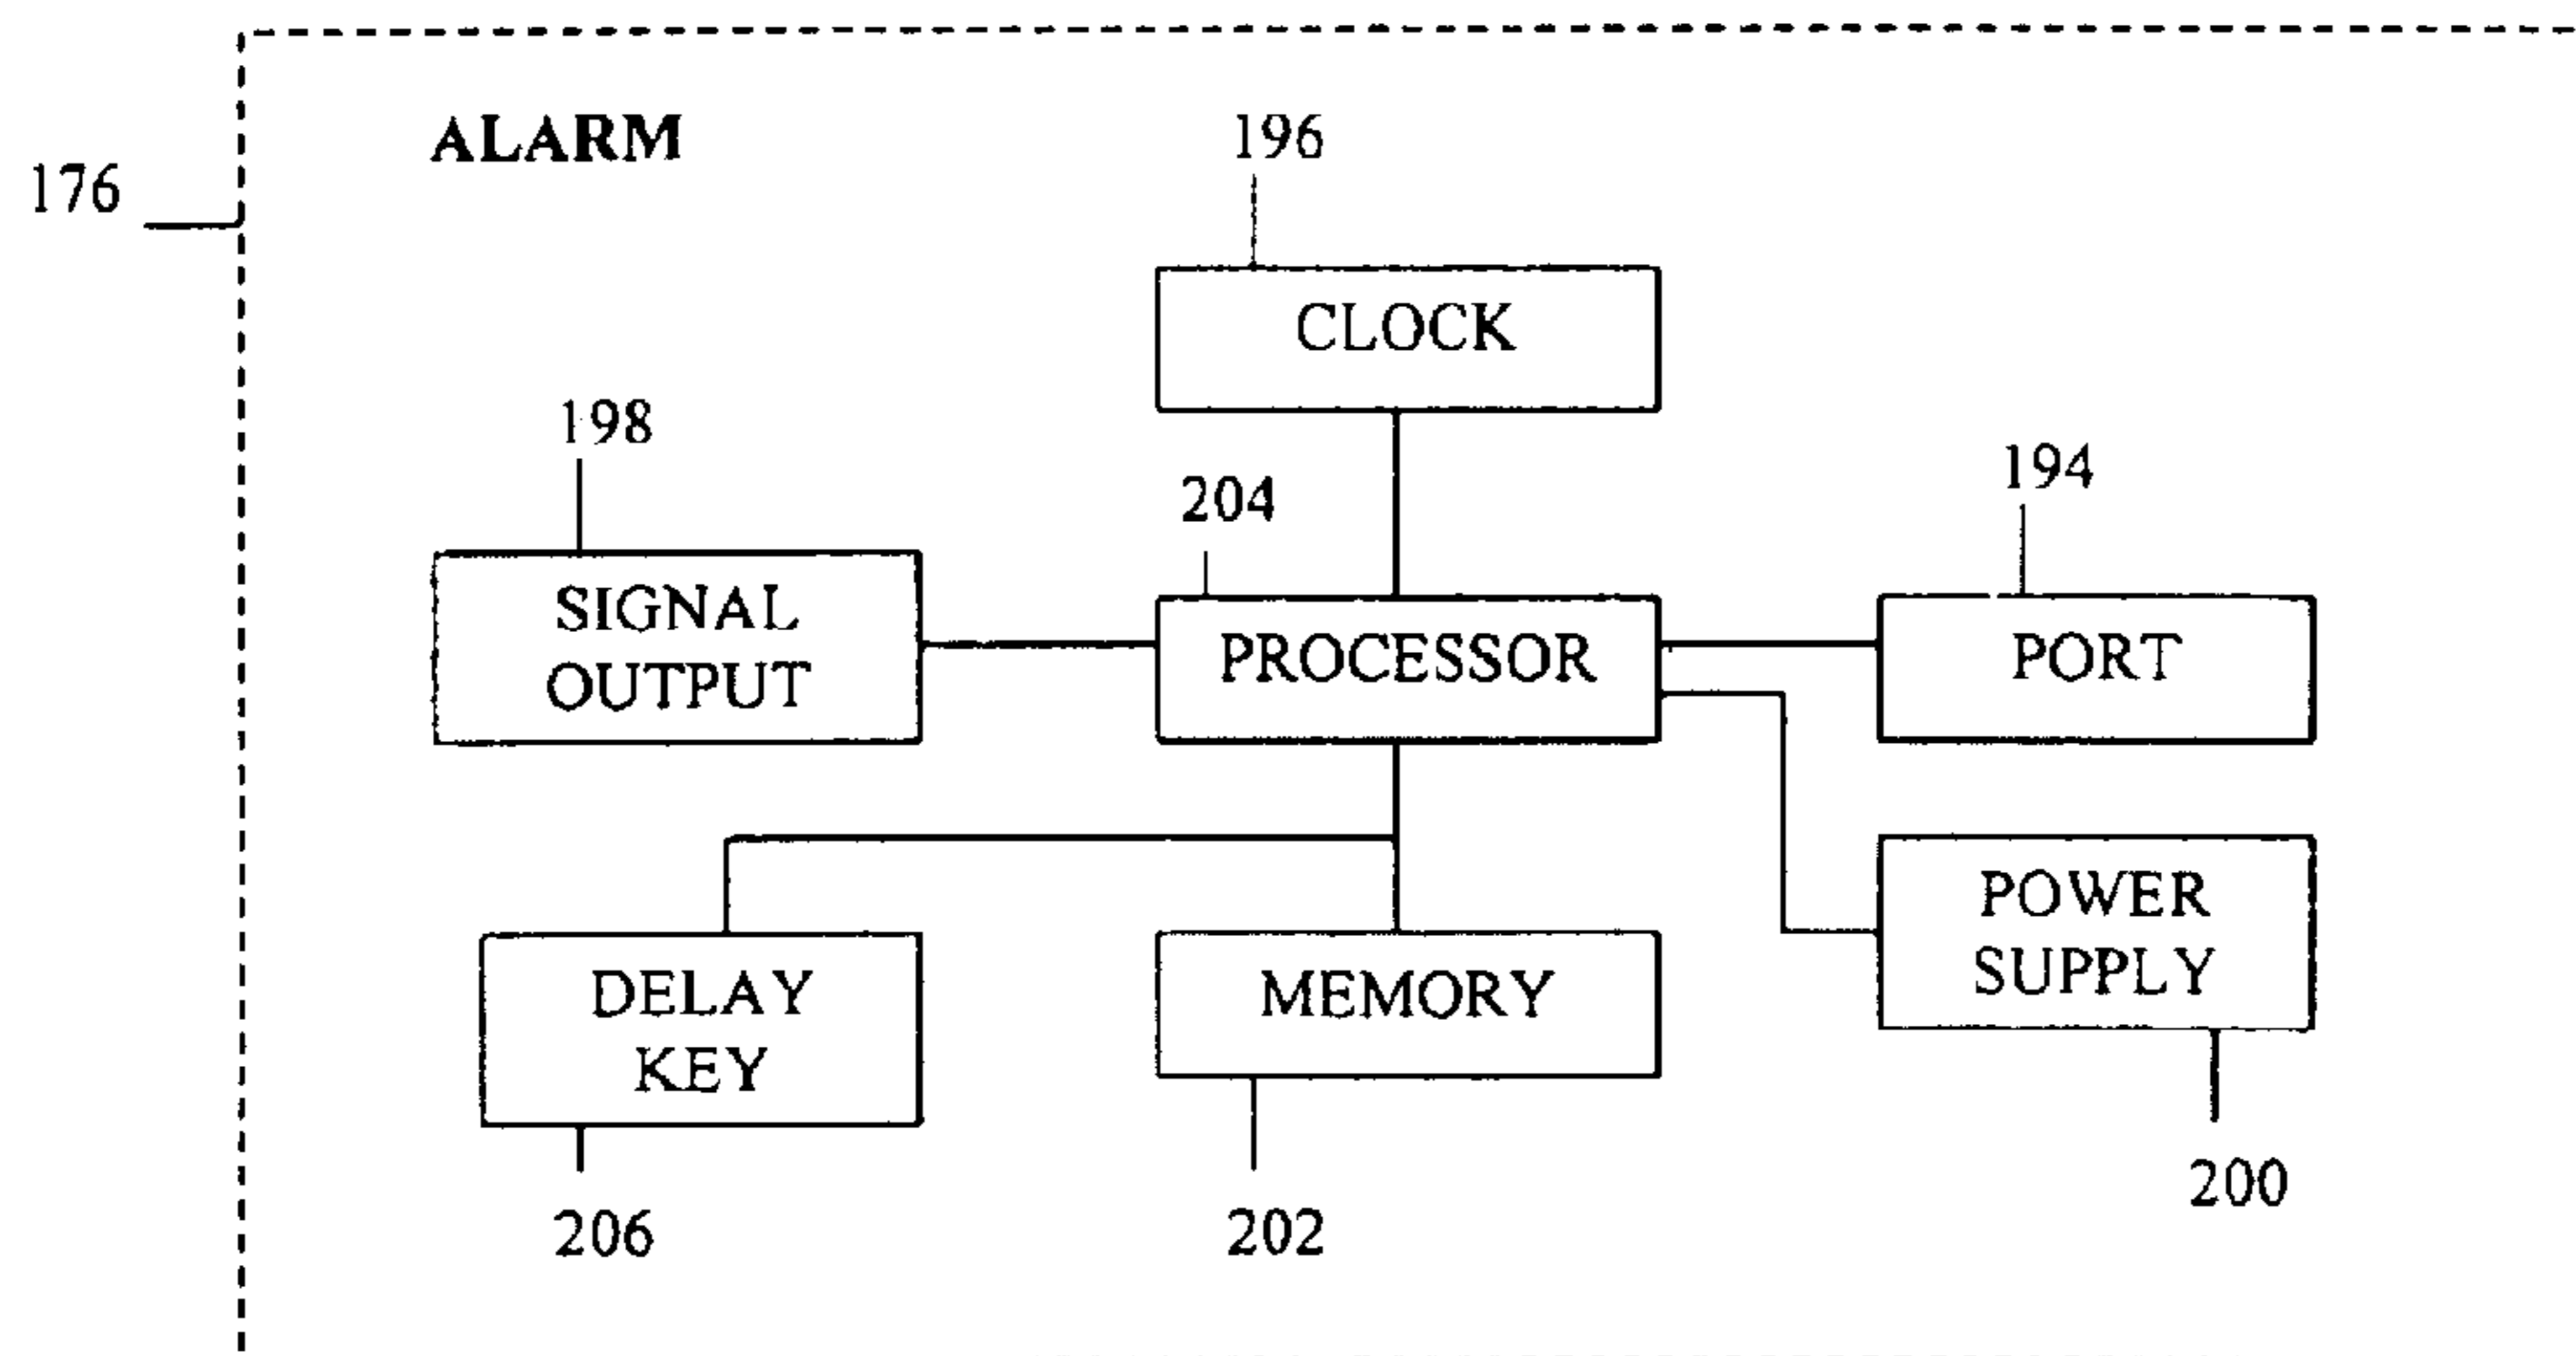 ALARM
176
196
CLOCK
198
204
194
SIGNAL
OUTPUT
PROCESSOR
PORT
DELAY
KEY
MEMORY
POWER
SUPPLY
206
202
200